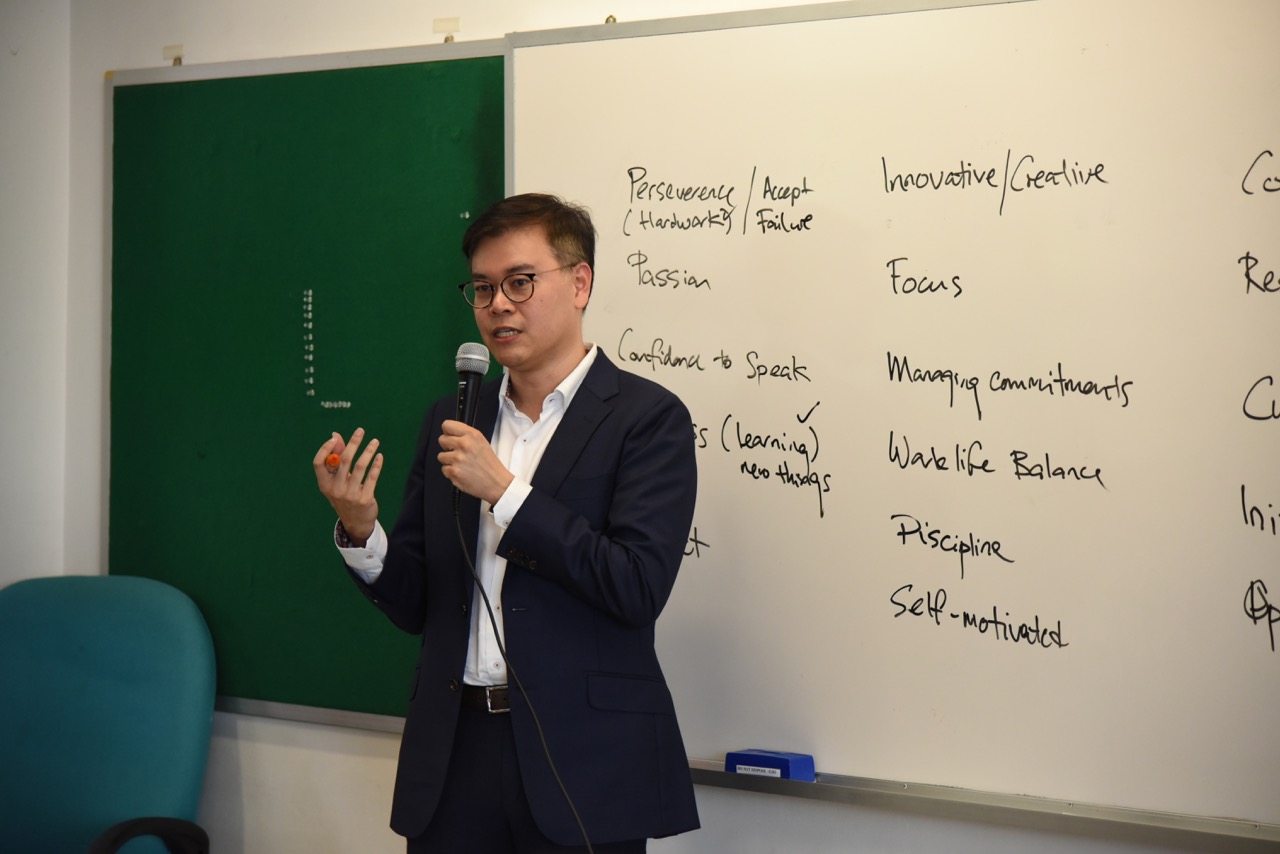 Perseverence / Accept
(Hardwork?) / Failure
Passion
Confidence to Speak
(learning)
new things
Innovative/Creative
Focus
Managing commitments
Work life Balance
Discipline
Self-motivated